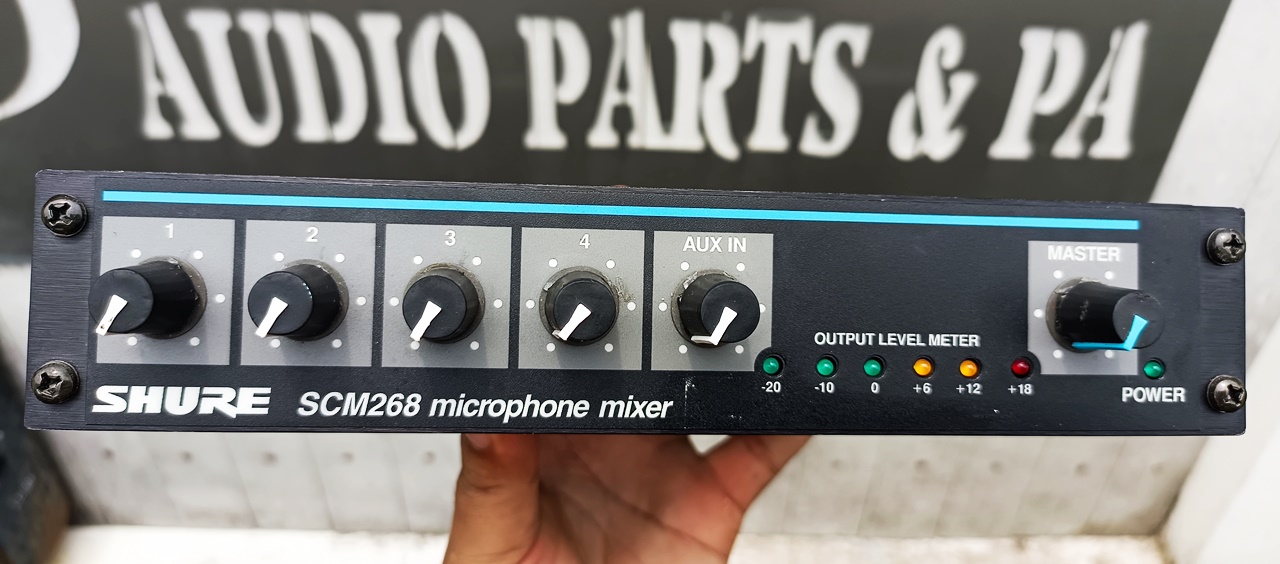 AUDIO PARTS & PA
1
2
3
4
AUX IN
MASTER
OUTPUT LEVEL METER
-20
-10
0
+6
+12
+18
POWER
SHURE
SCM268 microphone mixer